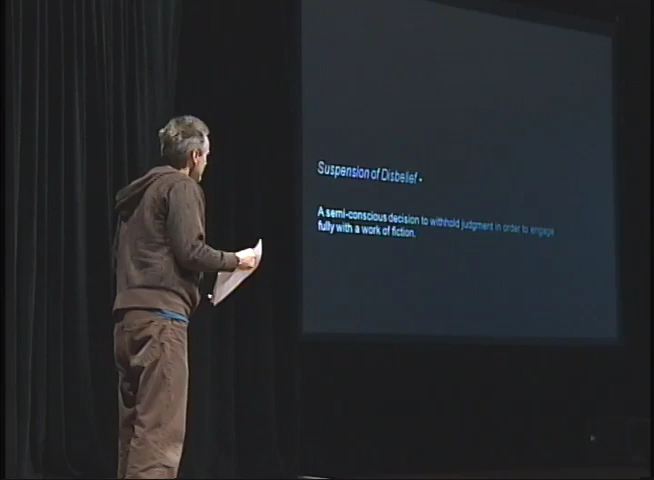 Suspension of Disbelief -
A semi-conscious decision to withhold judgment in order to engage
fully with a work of fiction.